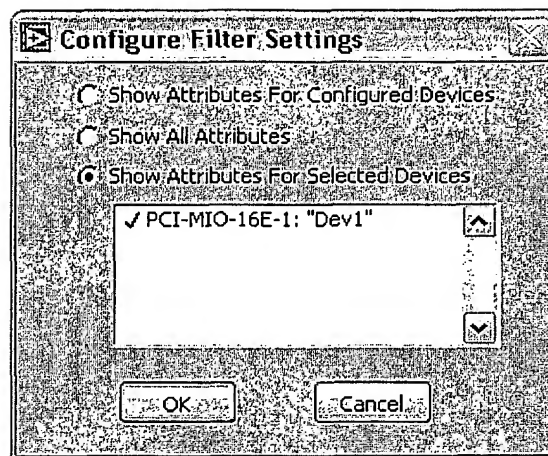 Configure Filter Settings
Show Attributes For Configured Devices
Show All Attributes
Show Attributes For Selected Devices
✓ PCI-MIO-16E-1: "Dev1"
OK Cancel